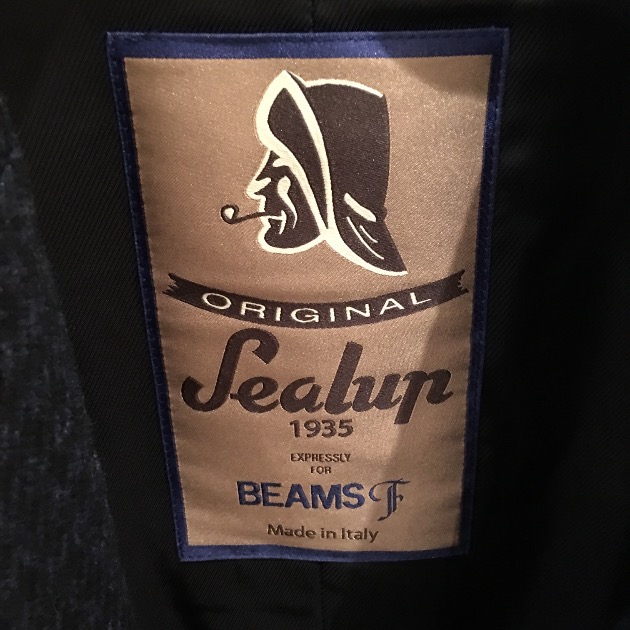 ORIGINAL
Sealup
1935
EXPRESSLY
FOR
BEAMS F
Made in Italy